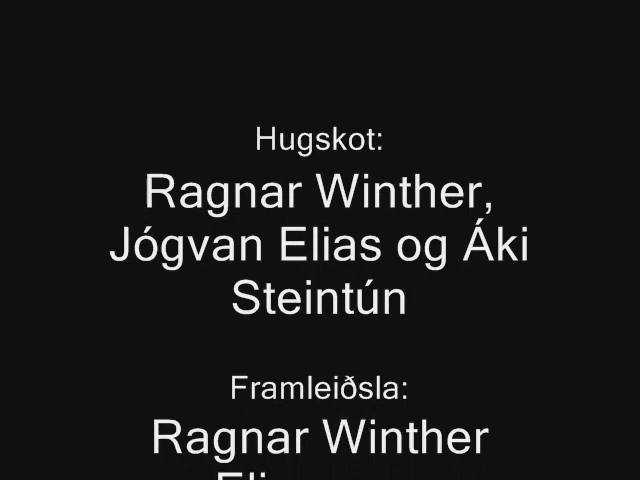 Hugskot:
Ragnar Winther,
Jógvan Elias og Áki
Steintún
Framleiðsla:
Ragnar Winther